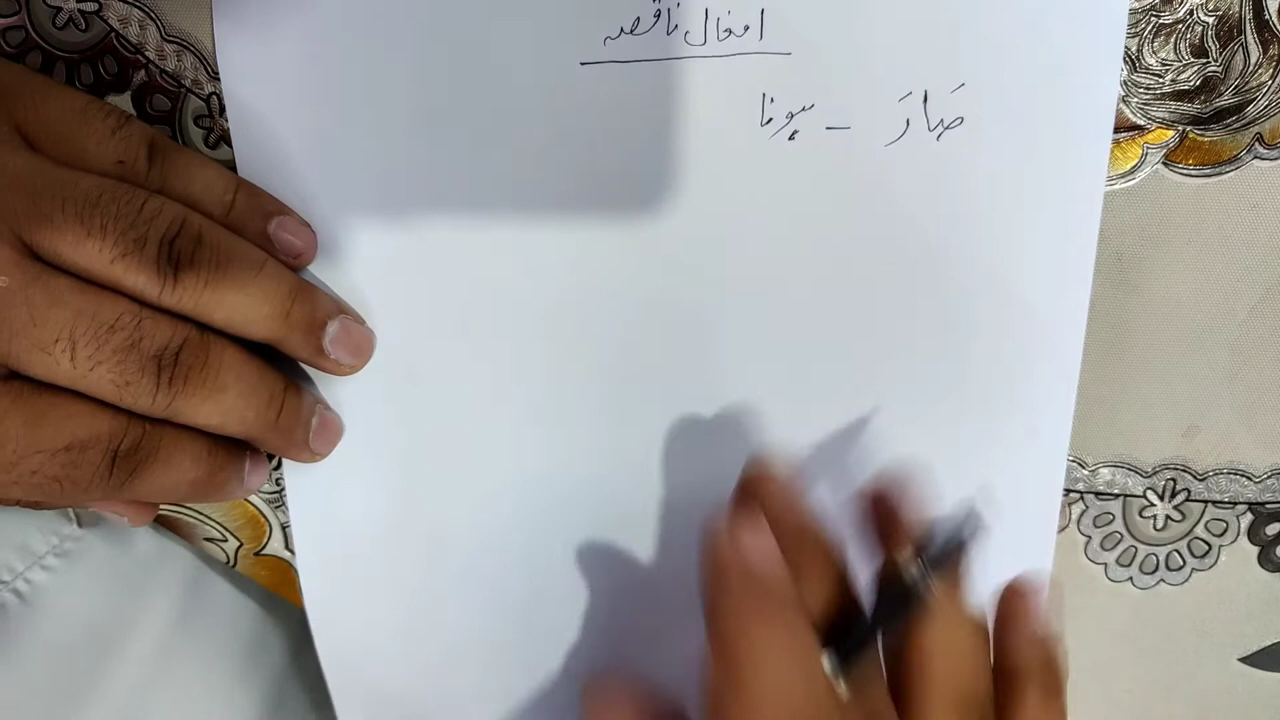 افعال ناقصہ
صَارَ - ہونا